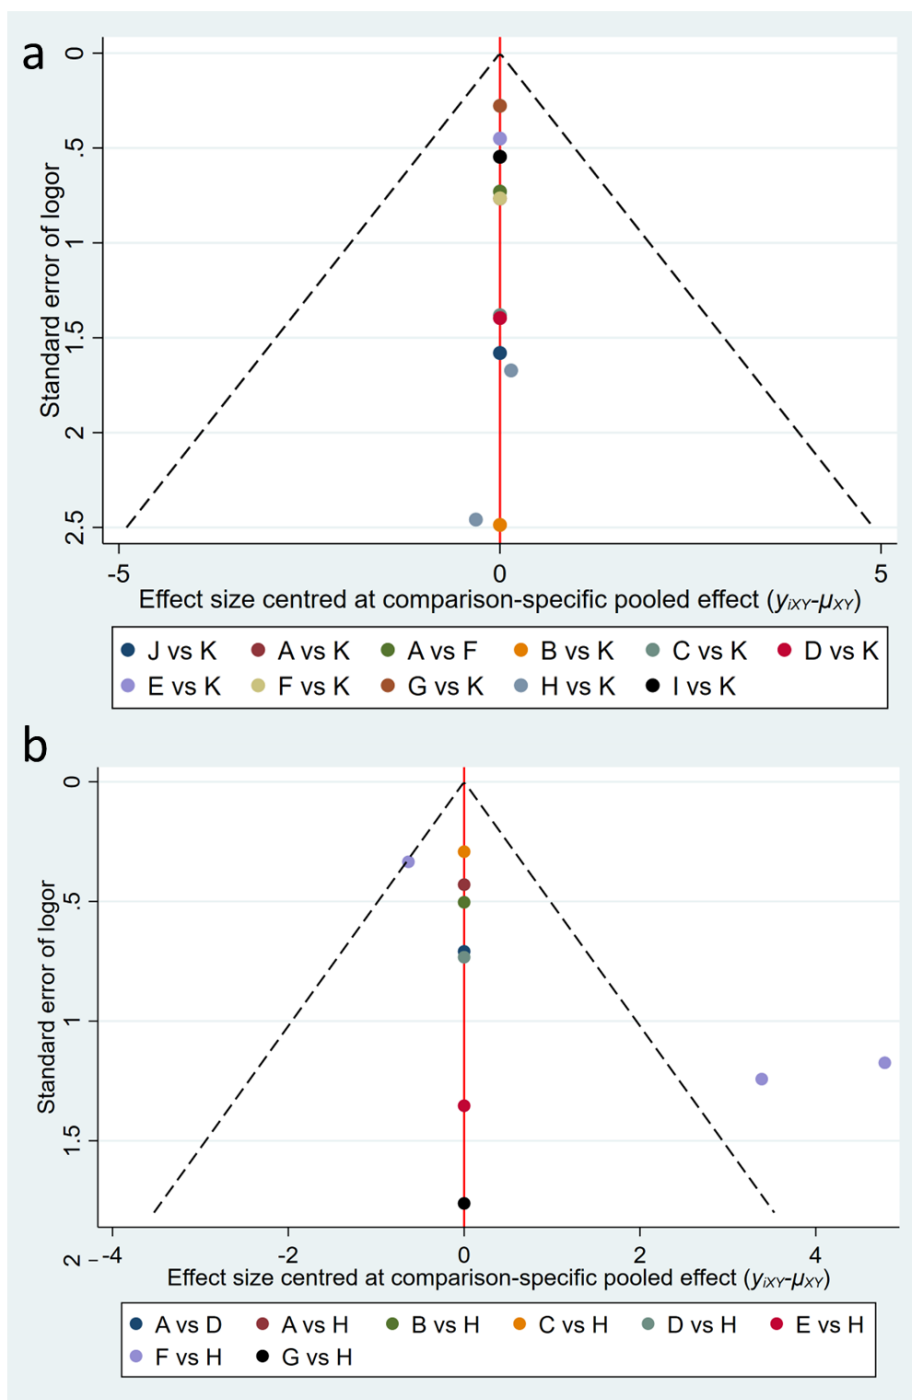 a
Standard error of logor
0
.5
1
1.5
2
2.5
-5 0 5
Effect size centred at comparison-specific pooled effect (yiXY-μXY)
J vs K A vs K A vs F B vs K C vs K D vs K
E vs K F vs K G vs K H vs K I vs K
b
Standard error of logor
0
.5
1
1.5
2
-4 -2 0 2 4
Effect size centred at comparison-specific pooled effect (yiXY-μXY)
A vs D A vs H B vs H C vs H D vs H E vs H
F vs H G vs H